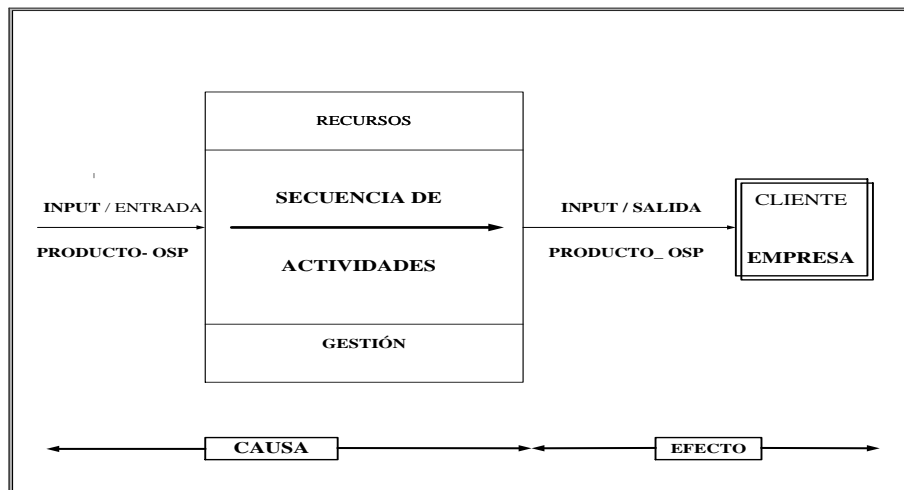 RECURSOS
INPUT / ENTRADA
PRODUCTO- OSP
SECUENCIA DE
ACTIVIDADES
GESTIÓN
INPUT / SALIDA
PRODUCTO_ OSP
CLIENTE
EMPRESA
CAUSA
EFECTO